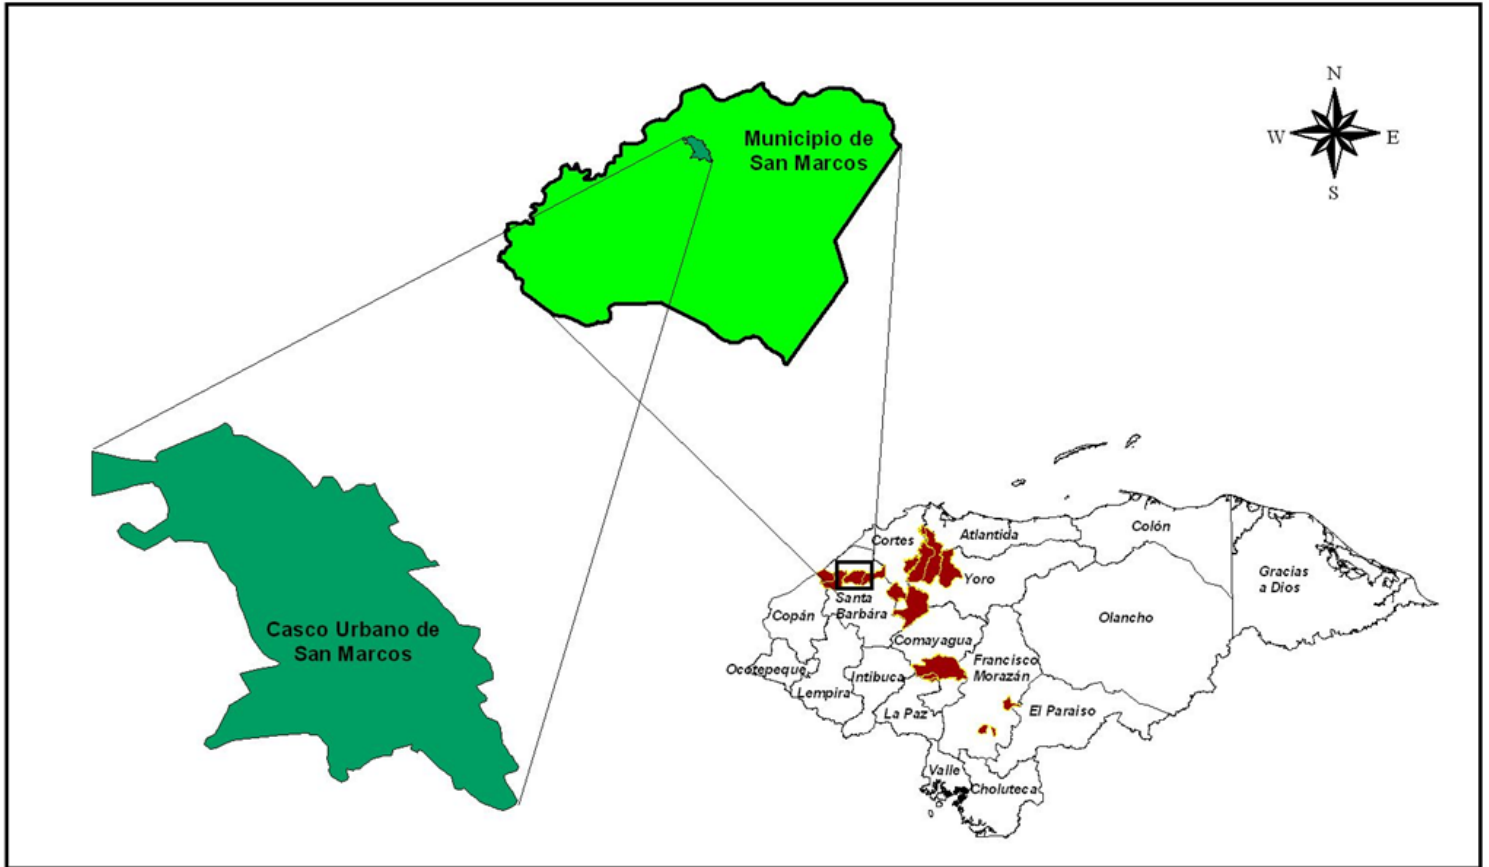 N
Municipio de
San Marcos
W E
S
Casco Urbano de
San Marcos
Cortes
Atlantida
Colón
Yoro
Gracias
a Dios
Santa
Barbára
Copán
Olancho
Comayagua
Francisco
Morazán
Ocotepeque
Intibuca
Lempira
La Paz
El Paraiso
Valle
Choluteca